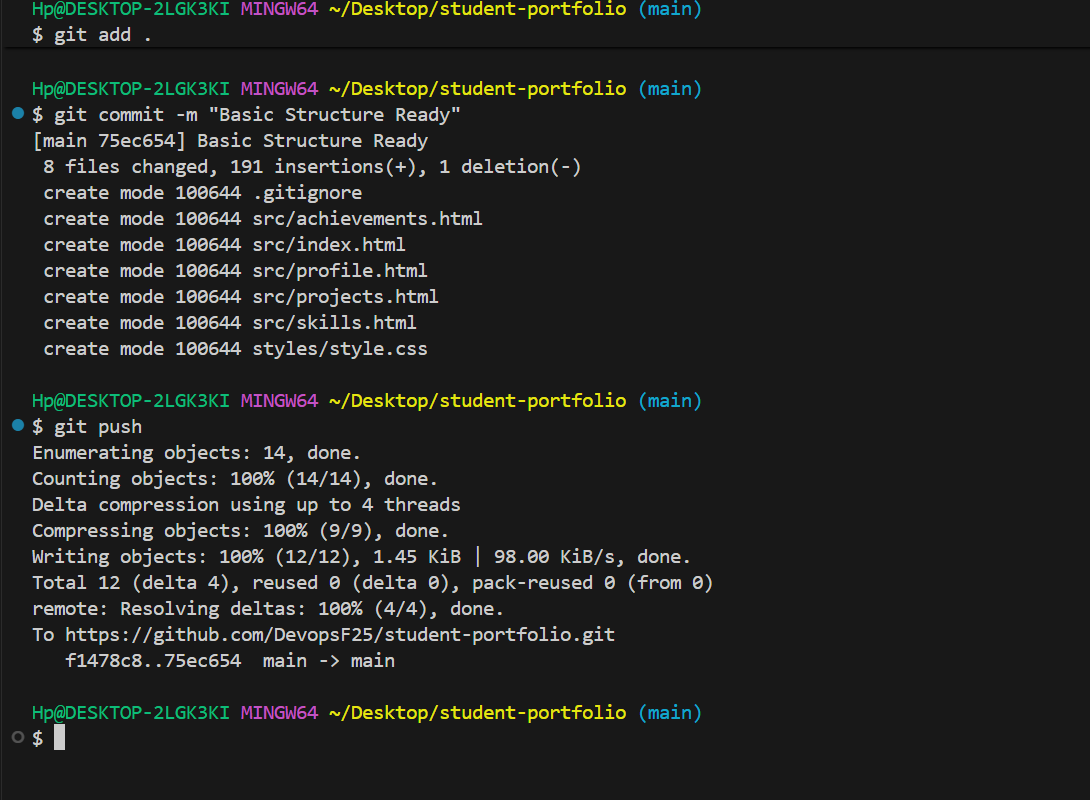 Hp@DESKTOP-2LGK3KI MINGW64 ~/Desktop/student-portfolio (main)
$ git add .
Hp@DESKTOP-2LGK3KI MINGW64 ~/Desktop/student-portfolio (main)
$ git commit -m "Basic Structure Ready"
[main 75ec654] Basic Structure Ready
 8 files changed, 191 insertions(+), 1 deletion(-)
 create mode 100644 .gitignore
 create mode 100644 src/achievements.html
 create mode 100644 src/index.html
 create mode 100644 src/profile.html
 create mode 100644 src/projects.html
 create mode 100644 src/skills.html
 create mode 100644 styles/style.css
Hp@DESKTOP-2LGK3KI MINGW64 ~/Desktop/student-portfolio (main)
$ git push
Enumerating objects: 14, done.
Counting objects: 100% (14/14), done.
Delta compression using up to 4 threads
Compressing objects: 100% (9/9), done.
Writing objects: 100% (12/12), 1.45 KiB | 98.00 KiB/s, done.
Total 12 (delta 4), reused 0 (delta 0), pack-reused 0 (from 0)
remote: Resolving deltas: 100% (4/4), done.
To https://github.com/DevopsF25/student-portfolio.git
   f1478c8..75ec654  main -> main
Hp@DESKTOP-2LGK3KI MINGW64 ~/Desktop/student-portfolio (main)
$